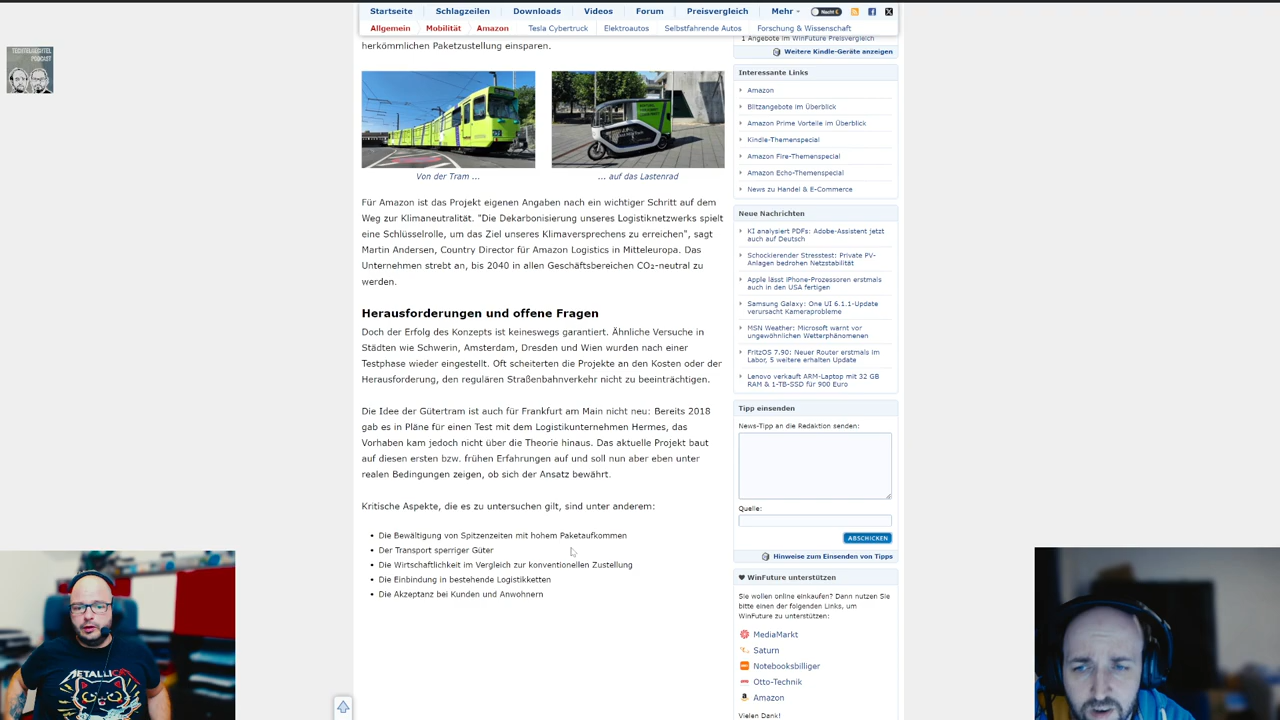 Startseite Schlagzeilen Downloads Videos Forum Preisvergleich Mehr
Allgemein Mobilität Amazon Tesla Cybertruck Elektroautos Selbstfahrende Autos Forschung & Wissenschaft
herkömmlichen Paketzustellung einsparen.
TECHTELMECHTEL
PODCAST
Von der Tram ...
... auf das Lastenrad
Für Amazon ist das Projekt eigenen Angaben nach ein wichtiger Schritt auf dem
Weg zur Klimaneutralität. "Die Dekarbonisierung unseres Logistiknetzwerks spielt
eine Schlüsselrolle, um das Ziel unseres Klimaversprechens zu erreichen", sagt
Martin Andersen, Country Director für Amazon Logistics in Mitteleuropa. Das
Unternehmen strebt an, bis 2040 in allen Geschäftsbereichen CO₂-neutral zu
werden.
Herausforderungen und offene Fragen
Doch der Erfolg des Konzepts ist keineswegs garantiert. Ähnliche Versuche in
Städten wie Schwerin, Amsterdam, Dresden und Wien wurden nach einer
Testphase wieder eingestellt. Oft scheiterten die Projekte an den Kosten oder der
Herausforderung, den regulären Straßenbahnverkehr nicht zu beeinträchtigen.
Die Idee der Gütertram ist auch für Frankfurt am Main nicht neu: Bereits 2018
gab es in Pläne für einen Test mit dem Logistikunternehmen Hermes, das
Vorhaben kam jedoch nicht über die Theorie hinaus. Das aktuelle Projekt baut
auf diesen ersten bzw. frühen Erfahrungen auf und soll nun aber eben unter
realen Bedingungen zeigen, ob sich der Ansatz bewährt.
Kritische Aspekte, die es zu untersuchen gilt, sind unter anderem:
• Die Bewältigung von Spitzenzeiten mit hohem Paketaufkommen
• Der Transport sperriger Güter
• Die Wirtschaftlichkeit im Vergleich zur konventionellen Zustellung
• Die Einbindung in bestehende Logistikketten
• Die Akzeptanz bei Kunden und Anwohnern
1 Angebote im WinFuture Preisvergleich
Weitere Kindle-Geräte anzeigen
Interessante Links
Amazon
Blitzangebote im Überblick
Amazon Prime Vorteile im Überblick
Kindle-Themenspecial
Amazon Fire-Themenspecial
Amazon Echo-Themenspecial
News zu Handel & E-Commerce
Neue Nachrichten
KI analysiert PDFs: Adobe-Assistent jetzt
auch auf Deutsch
Schockierender Stresstest: Private PV-
Anlagen bedrohen Netzstabilität
Apple lässt iPhone-Prozessoren erstmals
auch in den USA fertigen
Samsung Galaxy: One UI 6.1.1-Update
verursacht Kameraprobleme
MSN Weather: Microsoft warnt vor
ungewöhnlichen Wetterphänomenen
FritzOS 7.90: Neuer Router erstmals im
Labor, 5 weitere erhalten Update
Lenovo verkauft ARM-Laptop mit 32 GB
RAM & 1-TB-SSD für 900 Euro
Tipp einsenden
News-Tipp an die Redaktion senden:
Quelle:
ABSCHICKEN
Hinweise zum Einsenden von Tipps
WinFuture unterstützen
Sie wollen online einkaufen? Dann nutzen Sie
bitte einen der folgenden Links, um
WinFuture zu unterstützen:
MediaMarkt
Saturn
Notebooksbilliger
Otto-Technik
Amazon
Vielen Dank!